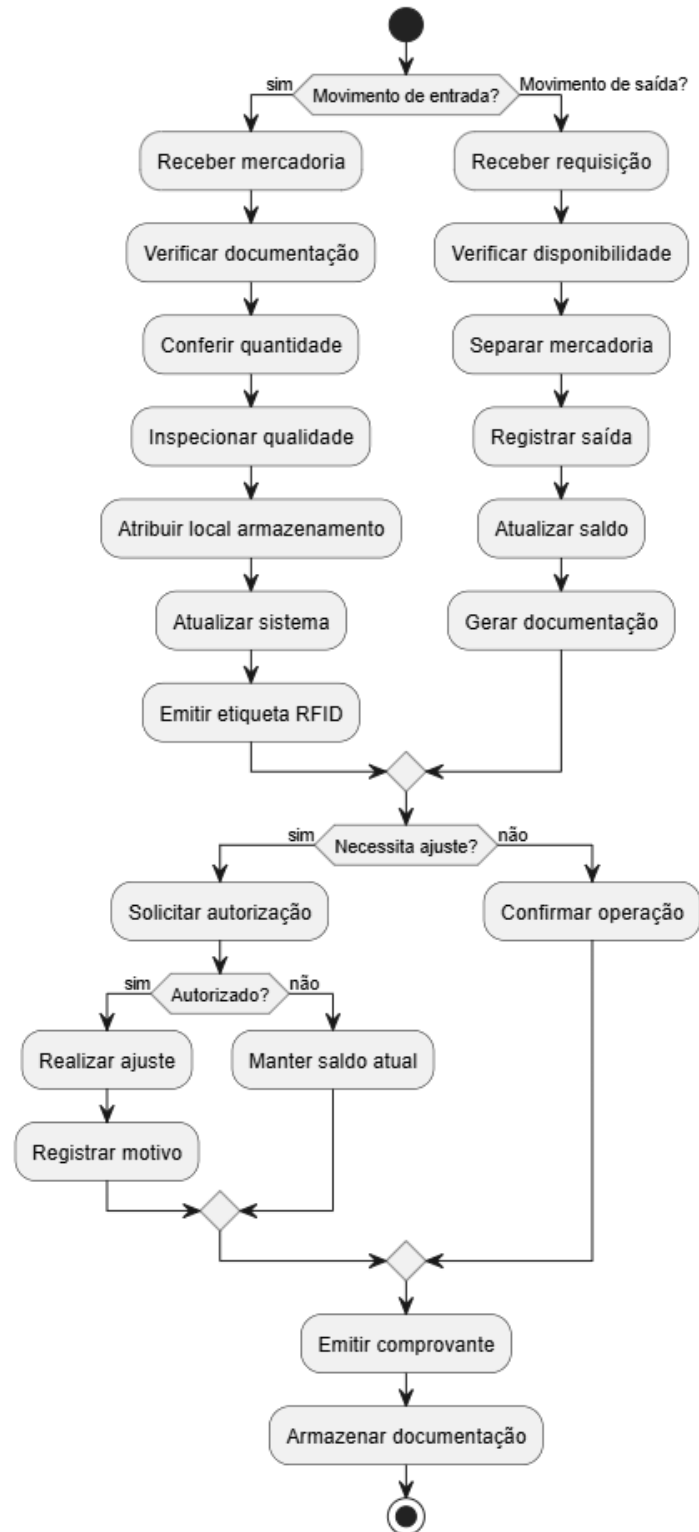 sim
Movimento de entrada?
Movimento de saída?
Receber mercadoria
Receber requisição
Verificar documentação
Verificar disponibilidade
Conferir quantidade
Separar mercadoria
Inspecionar qualidade
Registrar saída
Atribuir local armazenamento
Atualizar saldo
Atualizar sistema
Gerar documentação
Emitir etiqueta RFID
sim
Necessita ajuste?
não
Solicitar autorização
Confirmar operação
sim
Autorizado?
não
Realizar ajuste
Manter saldo atual
Registrar motivo
Emitir comprovante
Armazenar documentação